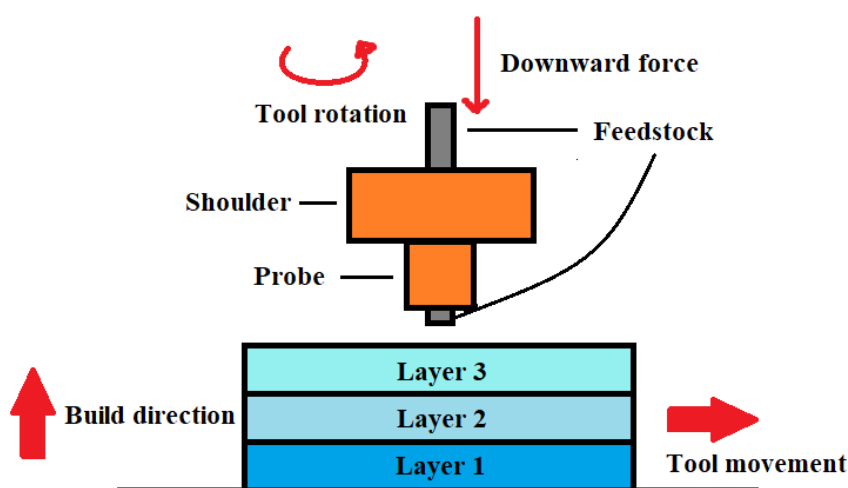 Downward force
Tool rotation
Feedstock
Shoulder
Probe
Layer 3
Build direction
Layer 2
Layer 1
Tool movement